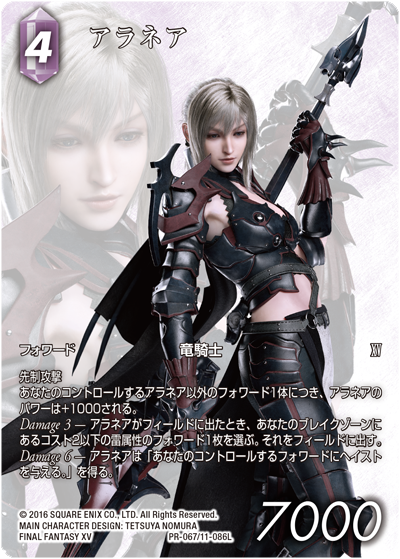 4
アラネア
フォワード 竜騎士 XV
先制攻撃
あなたのコントロールするアラネア以外のフォワード1体につき、アラネアの
パワーは+1000される。
Damage 3 — アラネアがフィールドに出たとき、あなたのブレイクゾーンに
あるコスト2以下の雷属性のフォワード1枚を選ぶ。それをフィールドに出す。
Damage 6 — アラネアは「あなたのコントロールするフォワードにヘイスト
を与える。」を得る。
© 2016 SQUARE ENIX CO., LTD. All Rights Reserved.
MAIN CHARACTER DESIGN: TETSUYA NOMURA
FINAL FANTASY XV PR-067/11-086L
7000